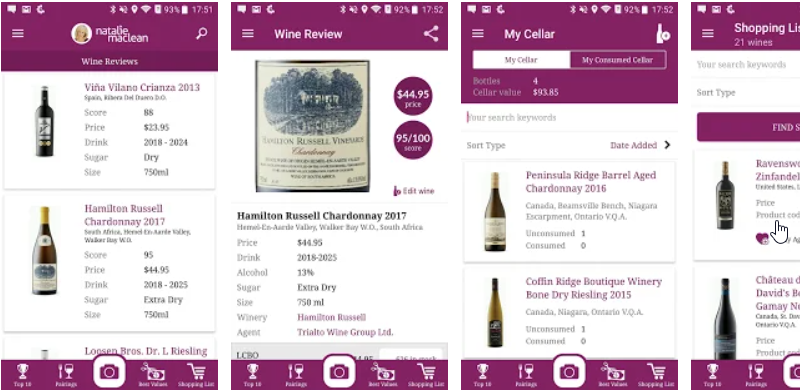 93% 17:51
natalie
maclean
Wine Reviews
Viña Vilano Crianza 2013
Spain, Ribera Del Duero D.O.
Score 88
Price $23.95
Drink 2018 - 2024
Sugar Dry
Size 750ml
Hamilton Russell
Chardonnay 2017
South Africa, Hemel-En-Aarde Valley,
Walker Bay W.O.
Score 95
Price $44.95
Drink 2018 - 2025
Sugar Extra Dry
Size 750ml
Loosen Bros. Dr. L Riesling
Top 10 Pairings Best Values Shopping List
92% 17:52
Wine Review
HAMILTON RUSSELL VINEYARDS
Chardonnay
$44.95
price
95/100
score
Edit wine
Hamilton Russell Chardonnay 2017
Hemel-En-Aarde Valley, Walker Bay W.O., South Africa
Price $44.95
Drink 2018-2025
Alcohol 13%
Sugar Extra Dry
Size 750 ml
Winery Hamilton Russell
Agent Trialto Wine Group Ltd.
LCBO
Top 10 Pairings Best Values Shopping List
92% 17:52
My Cellar
My Cellar My Consumed Cellar
Bottles 4
Cellar value $93.85
Your search keywords
Sort Type Date Added
Peninsula Ridge Barrel Aged
Chardonnay 2016
Canada, Beamsville Bench, Niagara
Escarpment, Ontario V.Q.A.
Unconsumed 1
Consumed 0
Coffin Ridge Boutique Winery
Bone Dry Riesling 2015
Canada, Niagara, Ontario V.Q.A.
Unconsumed 1
Consumed 0
Top 10 Pairings Best Values Shopping List
Shopping Lis
21 wines
Your search keywords
Sort Type
FIND S
Ravenswo
Zinfandel
United States, L
Price
Product code
Château d
David's Be
Gamay No
Canada, St. Dav
Ontario V.Q.A.
Price
Product cod
Top 10 Pairings